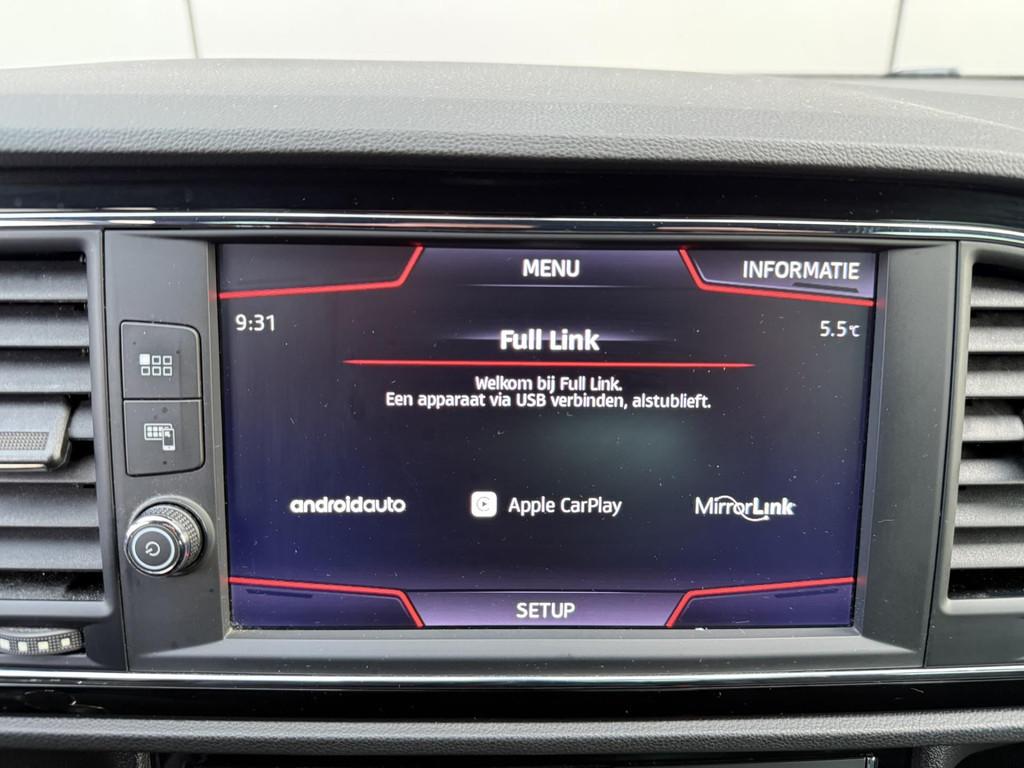 MENU
INFORMATIE
9:31
5.5°C
Full Link
Welkom bij Full Link.
Een apparaat via USB verbinden, alstublieft.
androidauto
Apple CarPlay
MirrorLink
SETUP